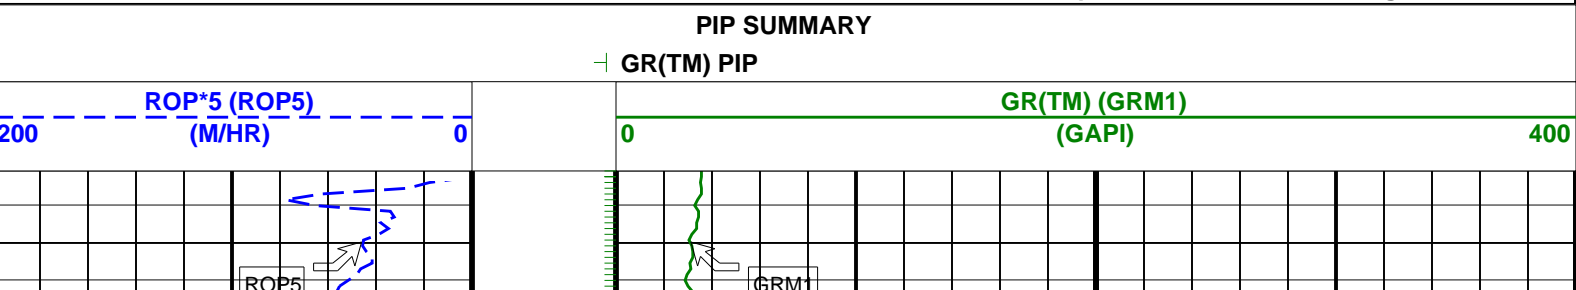 PIP SUMMARY
GR(TM) PIP
ROP*5 (ROP5)
GR(TM) (GRM1)
200 (M/HR) 0
0 (GAPI) 400
ROP5
GRM1